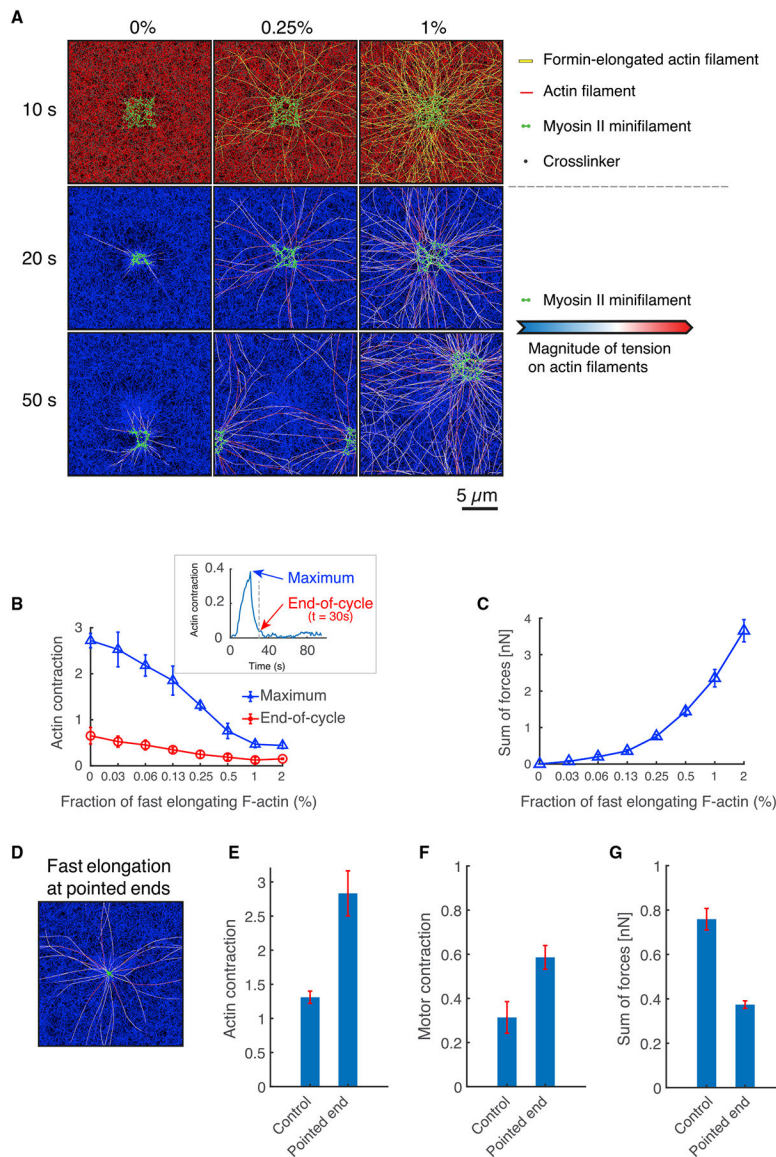 A
0%
0.25%
1%
10 s
Formin-elongated actin filament
Actin filament
Myosin II minifilament
Crosslinker
20 s
Myosin II minifilament
Magnitude of tension
on actin filaments
50 s
5 µm
B
Actin contraction
0.4
0.2
0
0
40
80
Time (s)
Maximum
End-of-cycle
(t = 30s)
Actin contraction
3
2
1
0
Maximum
End-of-cycle
0
0.03
0.06
0.13
0.25
0.5
1
2
Fraction of fast elongating F-actin (%)
C
Sum of forces [nN]
4
3
2
1
0
0
0.03
0.06
0.13
0.25
0.5
1
2
Fraction of fast elongating F-actin (%)
D
Fast elongation
at pointed ends
E
Actin contraction
3
2.5
2
1.5
1
0.5
0
Control
Pointed end
F
Motor contraction
1
0.8
0.6
0.4
0.2
0
Control
Pointed end
G
Sum of forces [nN]
1
0.8
0.6
0.4
0.2
0
Control
Pointed end